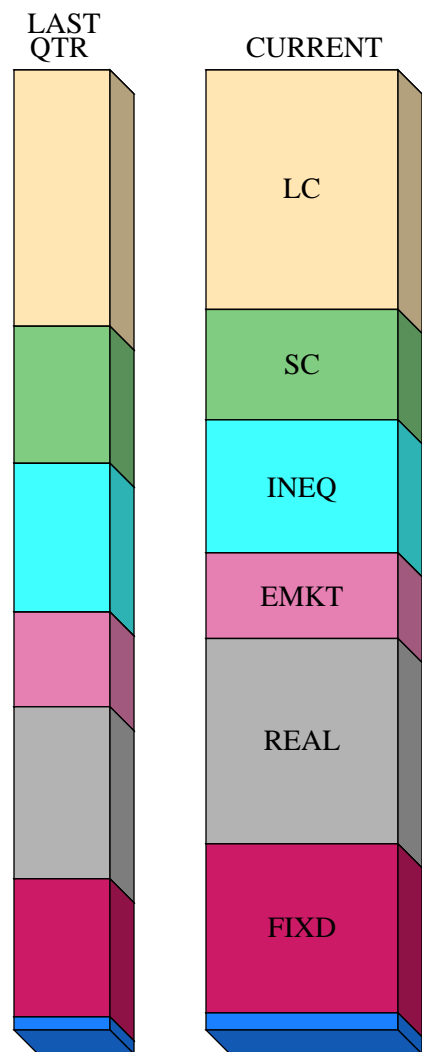 LAST
QTR
CURRENT
LC
SC
INEQ
EMKT
REAL
FIXD